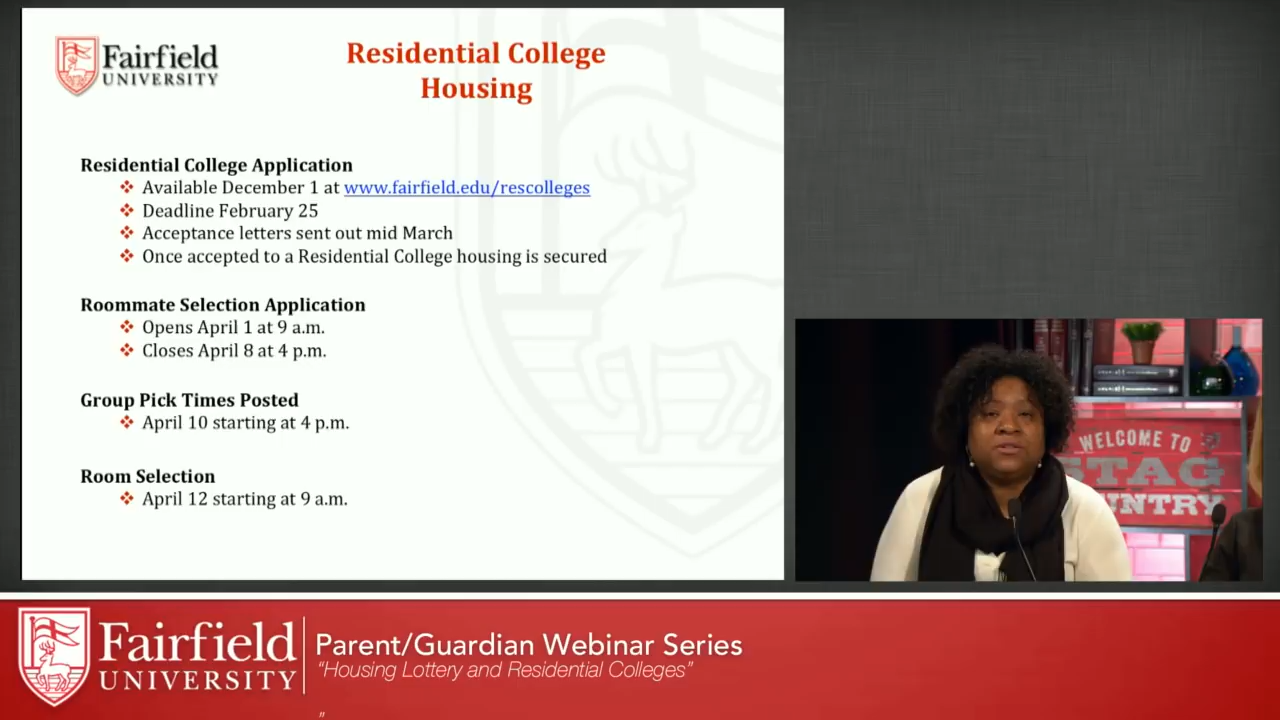 Fairfield
UNIVERSITY
Residential College
Housing
Residential College Application
❖ Available December 1 at www.fairfield.edu/rescolleges
❖ Deadline February 25
❖ Acceptance letters sent out mid March
❖ Once accepted to a Residential College housing is secured
Roommate Selection Application
❖ Opens April 1 at 9 a.m.
❖ Closes April 8 at 4 p.m.
Group Pick Times Posted
❖ April 10 starting at 4 p.m.
Room Selection
❖ April 12 starting at 9 a.m.
WELCOME TO
STAG
NTRY
Fairfield
UNIVERSITY
Parent/Guardian Webinar Series
“Housing Lottery and Residential Colleges”
”